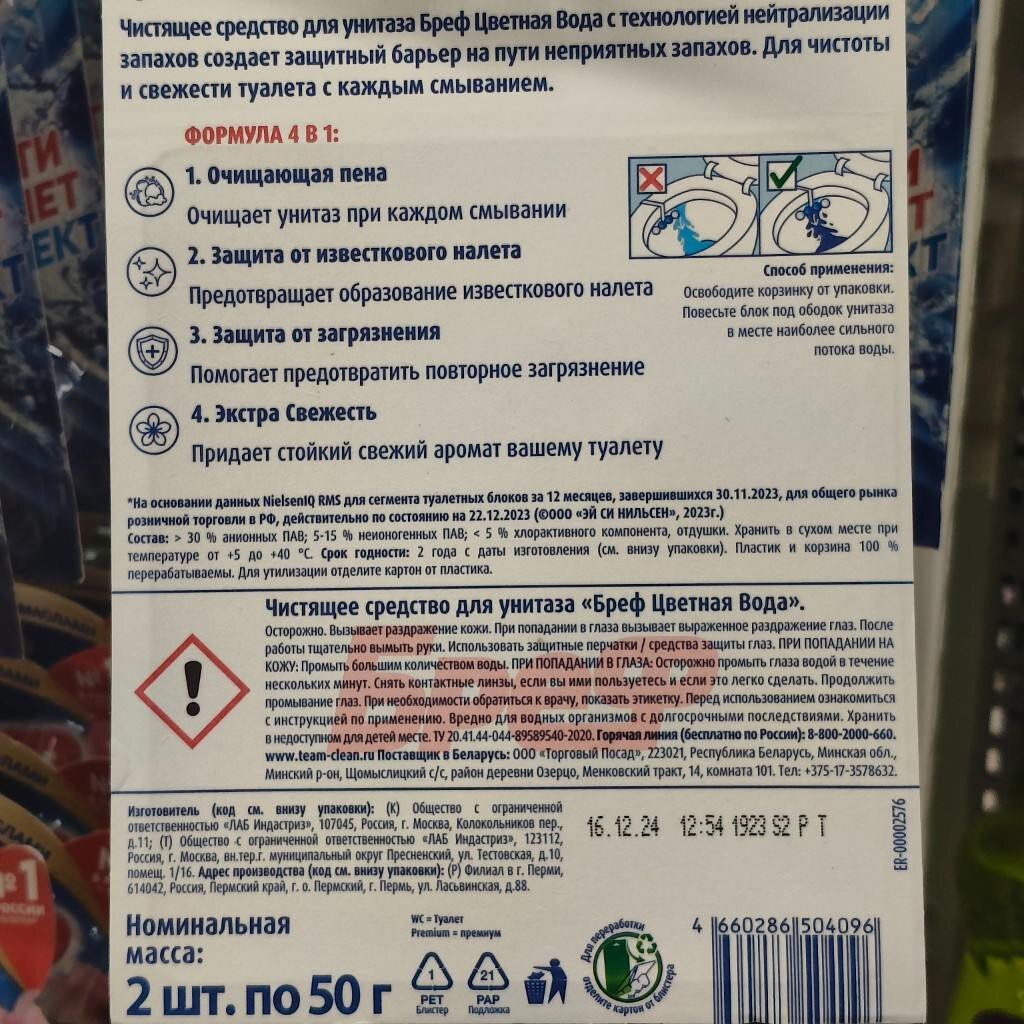 Чистящее средство для унитаза Бреф Цветная Вода с технологией нейтрализации
запахов создает защитный барьер на пути неприятных запахов. Для чистоты
и свежести туалета с каждым смыванием.
ФОРМУЛА 4 В 1:
1. Очищающая пена
Очищает унитаз при каждом смывании
2. Защита от известкового налета
Предотвращает образование известкового налета
3. Защита от загрязнения
Помогает предотвратить повторное загрязнение
4. Экстра Свежесть
Придает стойкий свежий аромат вашему туалету
Способ применения:
Освободите корзинку от упаковки.
Повесьте блок под ободок унитаза
в месте наиболее сильного
потока воды.
*На основании данных NielsenIQ RMS для сегмента туалетных блоков за 12 месяцев, завершившихся 30.11.2023, для общего рынка
розничной торговли в РФ, действительно по состоянию на 22.12.2023 (©ООО «ЭЙ СИ НИЛЬСЕН», 2023г.)
Состав: > 30 % анионных ПАВ; 5-15 % неионогенных ПАВ; < 5 % хлорактивного компонента, отдушки. Хранить в сухом месте при
температуре от +5 до +40 °C. Срок годности: 2 года с даты изготовления (см. внизу упаковки). Пластик и корзина 100 %
перерабатываемы. Для утилизации отделите картон от пластика.
Чистящее средство для унитаза «Бреф Цветная Вода».
Осторожно. Вызывает раздражение кожи. При попадании в глаза вызывает выраженное раздражение глаз. После
работы тщательно вымыть руки. Использовать защитные перчатки / средства защиты глаз. ПРИ ПОПАДАНИИ НА
КОЖУ: Промыть большим количеством воды. ПРИ ПОПАДАНИИ В ГЛАЗА: Осторожно промыть глаза водой в течение
нескольких минут. Снять контактные линзы, если вы ими пользуетесь и если это легко сделать. Продолжить
промывание глаз. При необходимости обратиться к врачу, показать этикетку. Перед использованием ознакомиться
с инструкцией по применению. Вредно для водных организмов с долгосрочными последствиями. Хранить
в недоступном для детей месте. ТУ 20.41.44-044-89589540-2020. Горячая линия (бесплатно по России): 8-800-2000-660.
www.team-clean.ru Поставщик в Беларусь: ООО «Торговый Посад», 223021, Республика Беларусь, Минская обл.,
Минский р-он, Щомыслицкий с/с, район деревни Озерцо, Менковский тракт, 14, комната 101. Тел: +375-17-3578632.
Изготовитель (код см. внизу упаковки): (К) Общество с ограниченной
ответственностью «ЛАБ Индастриз», 107045, Россия, г. Москва, Колокольников пер.,
д.11; (Т) Общество с ограниченной ответственностью «ЛАБ Индастриз», 123112,
Россия, г. Москва, вн.тер.г. муниципальный округ Пресненский, ул. Тестовская, д.10,
помещ. 1/16. Адрес производства (код см. внизу упаковки): (Р) Филиал в г. Перми,
614042, Россия, Пермский край, г. о. Пермский, г. Пермь, ул. Ласьвинская, д.88.
16.12.24 12:54 1923 S2 P T
ER-00002576
Номинальная
масса:
2 шт. по 50 г
WC = Туалет
Premium = премиум
1
PET
Блистер
21
PAP
Подложка
Для переработки
отделите картон от блистера
4 660286 504096
№1